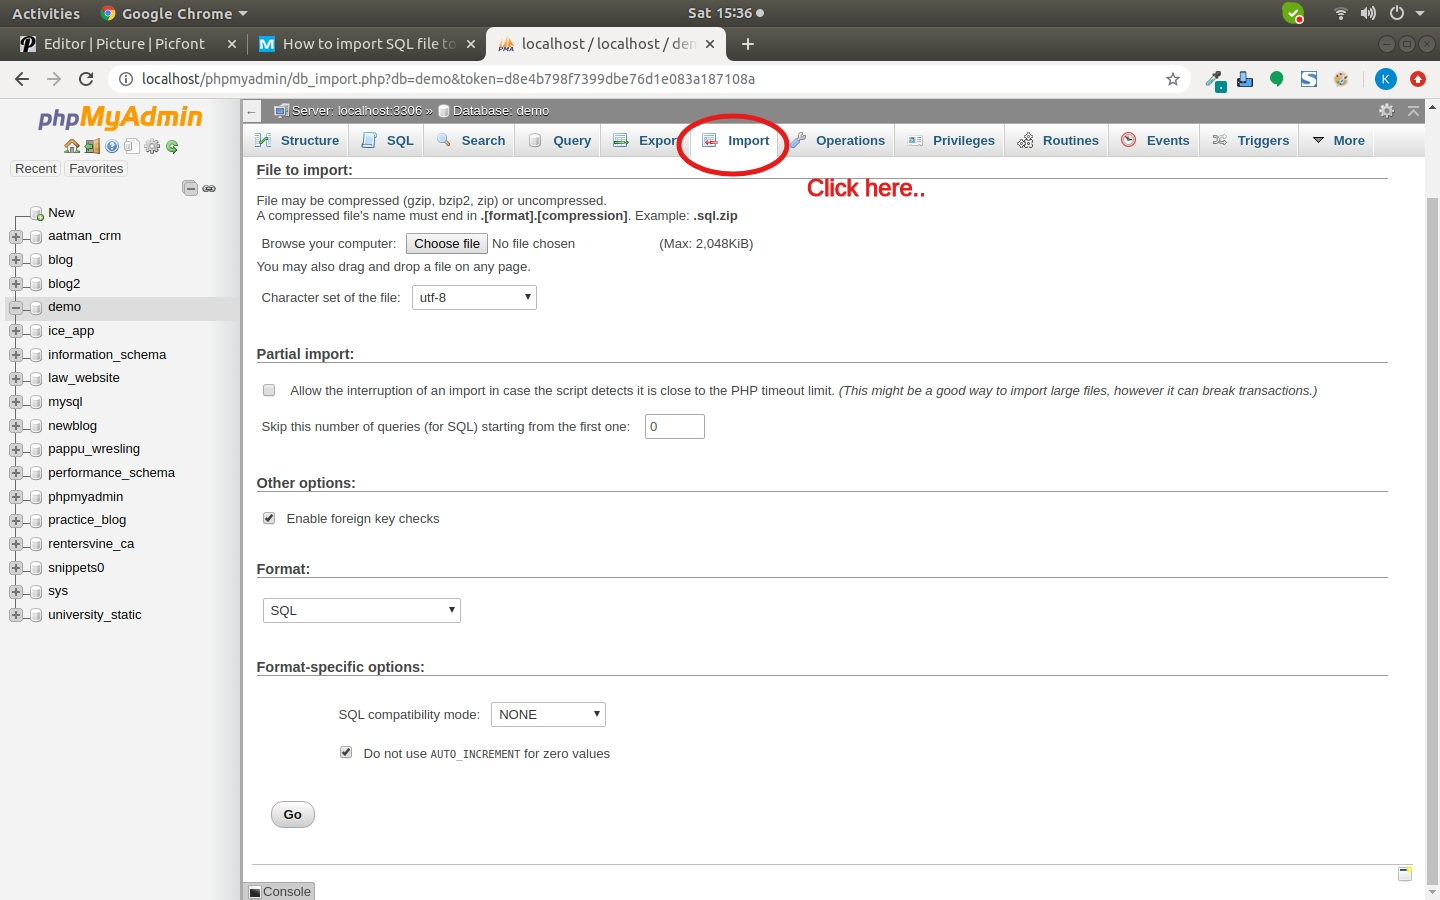 Activities Google Chrome Sat 15:36
Editor | Picture | Picfont How to import SQL file to localhost / localhost / den
localhost/phpmyadmin/db_import.php?db=demo&token=d8e4b798f7399dbe76d1e083a187108a K
phpMyAdmin
Recent Favorites
New
aatman_crm
blog
blog2
demo
ice_app
information_schema
law_website
mysql
newblog
pappu_wresling
performance_schema
phpmyadmin
practice_blog
rentersvine_ca
snippets0
sys
university_static
Server: localhost:3306 » Database: demo
Structure SQL Search Query Export Import Operations Privileges Routines Events Triggers More
Click here..
File to import:
File may be compressed (gzip, bzip2, zip) or uncompressed.
A compressed file's name must end in .[format].[compression]. Example: .sql.zip
Browse your computer: Choose file No file chosen (Max: 2,048KiB)
You may also drag and drop a file on any page.
Character set of the file: utf-8
Partial import:
Allow the interruption of an import in case the script detects it is close to the PHP timeout limit. (This might be a good way to import large files, however it can break transactions.)
Skip this number of queries (for SQL) starting from the first one: 0
Other options:
Enable foreign key checks
Format:
SQL
Format-specific options:
SQL compatibility mode: NONE
Do not use AUTO_INCREMENT for zero values
Go
Console